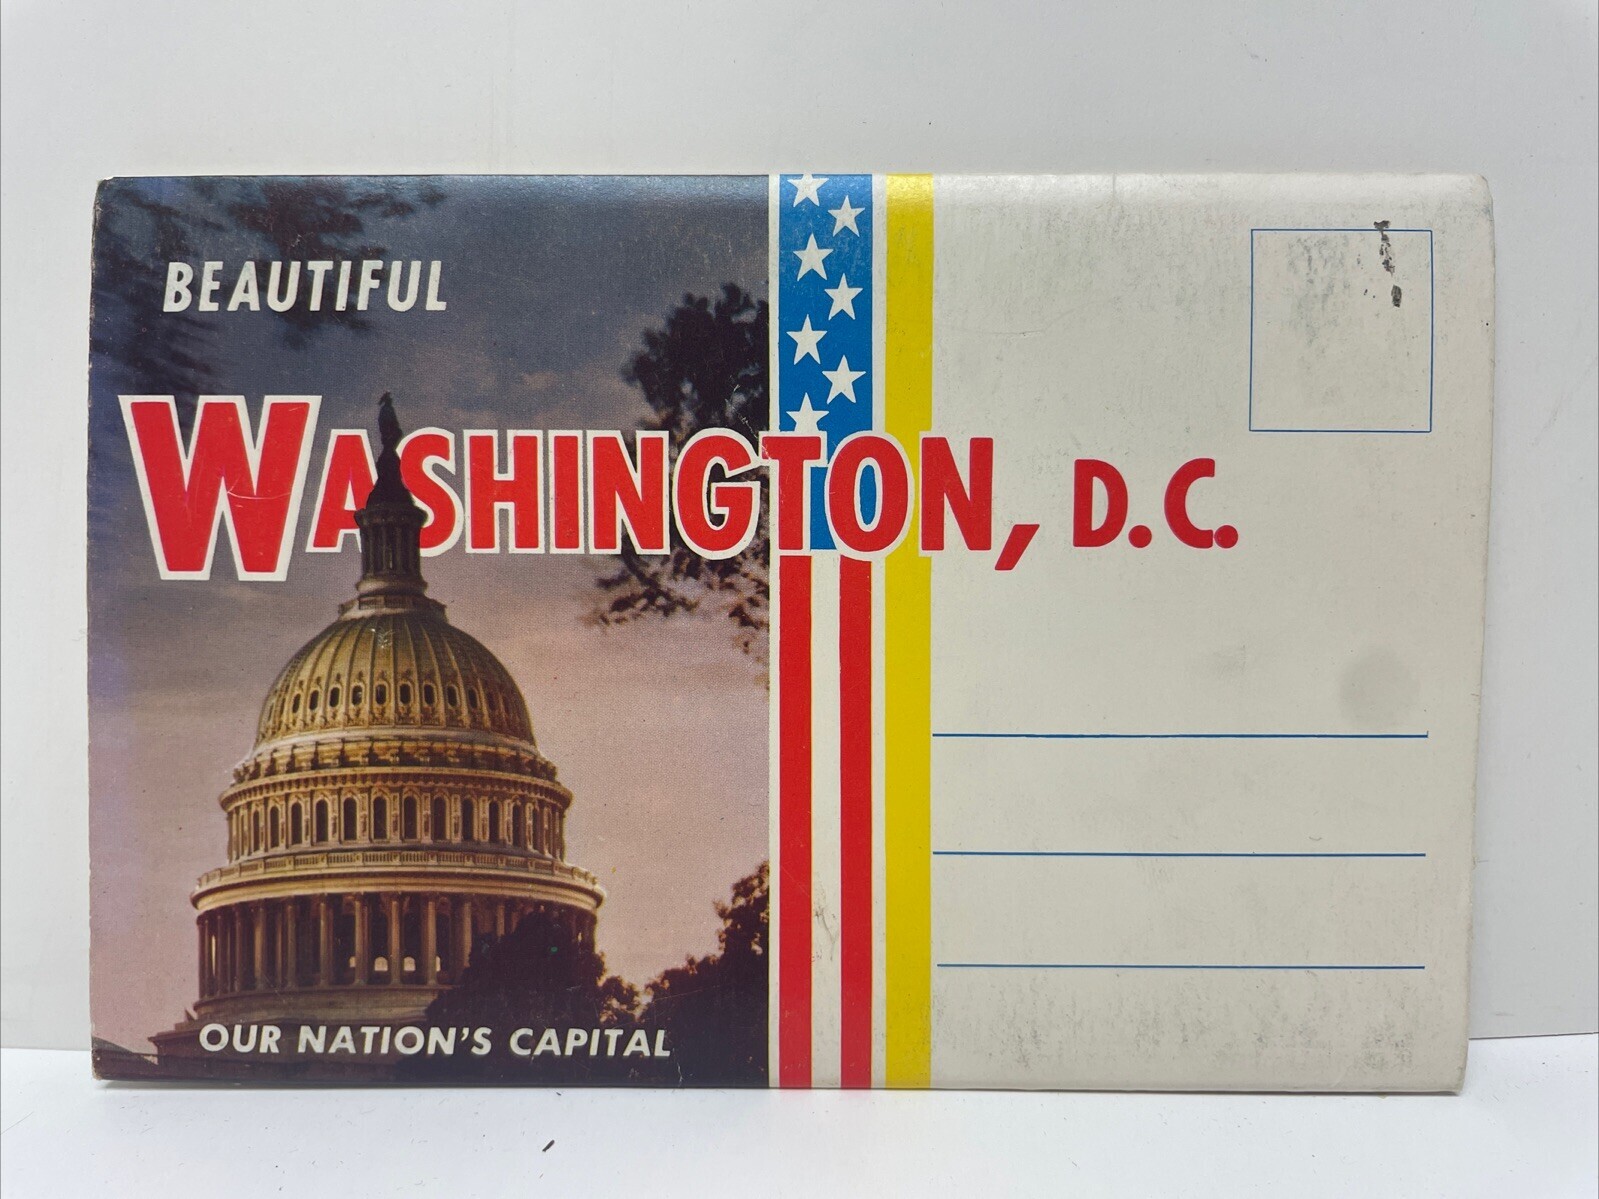 BEAUTIFUL
WASHINGTON, D.C.
OUR NATION'S CAPITAL